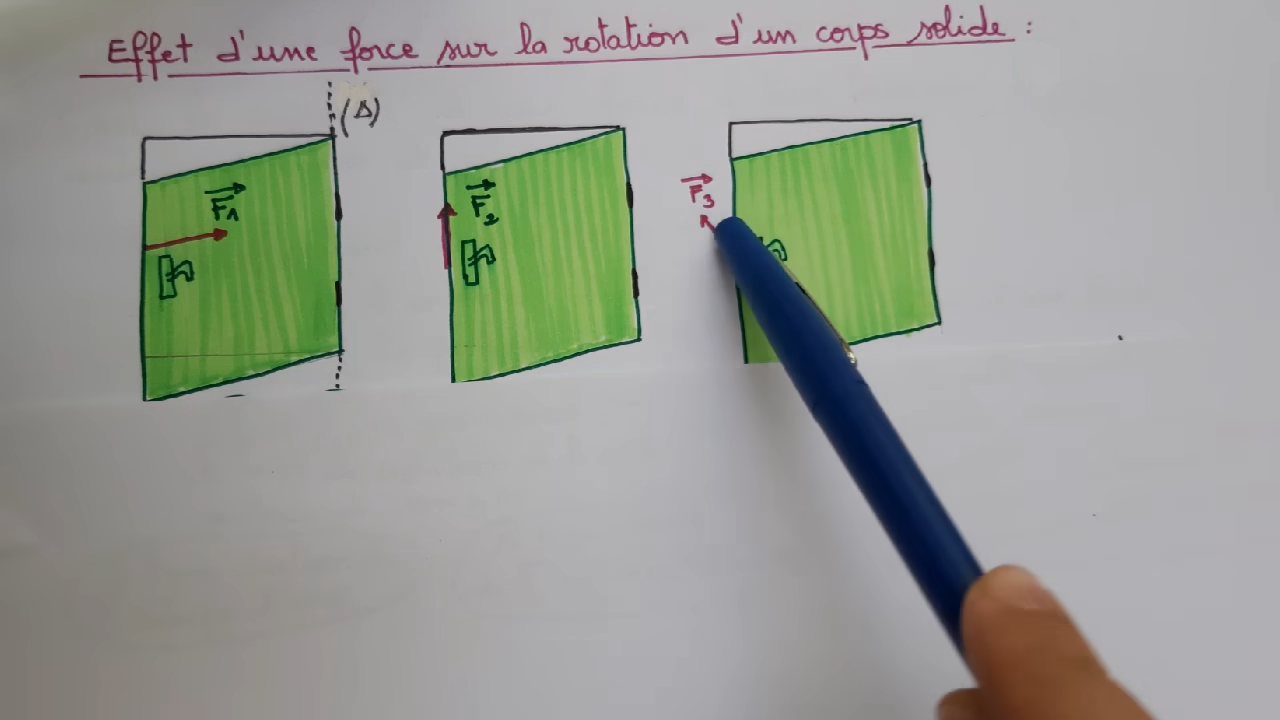 Effet d'une force sur la rotation d'un corps solide :
(Δ)
F₁
F₂
F₃